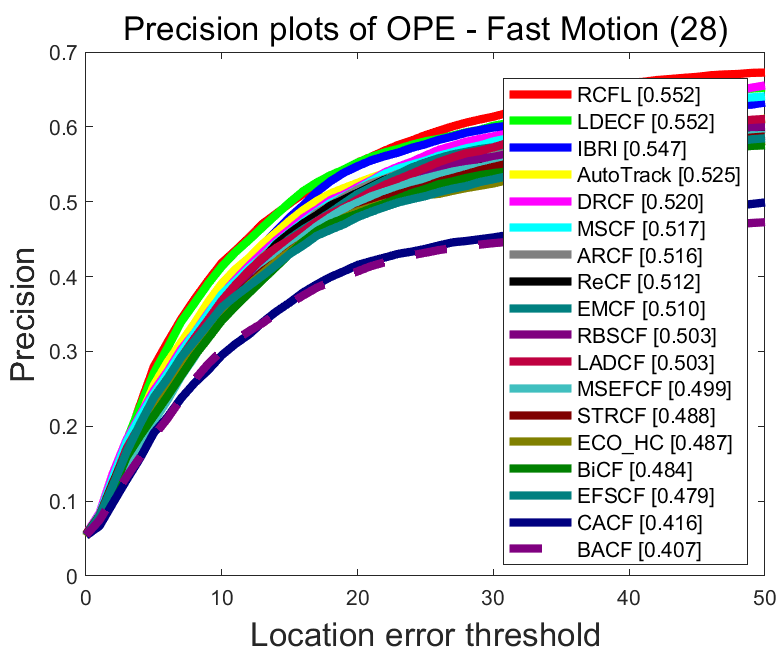 Precision plots of OPE - Fast Motion (28)
0.7
0.6
0.5
0.4
0.3
0.2
0.1
0
Precision
RCFL [0.552]
LDECF [0.552]
IBRI [0.547]
AutoTrack [0.525]
DRCF [0.520]
MSCF [0.517]
ARCF [0.516]
ReCF [0.512]
EMCF [0.510]
RBSCF [0.503]
LADCF [0.503]
MSEFCF [0.499]
STRCF [0.488]
ECO_HC [0.487]
BiCF [0.484]
EFSCF [0.479]
CACF [0.416]
BACF [0.407]
0 10 20 30 40 50
Location error threshold